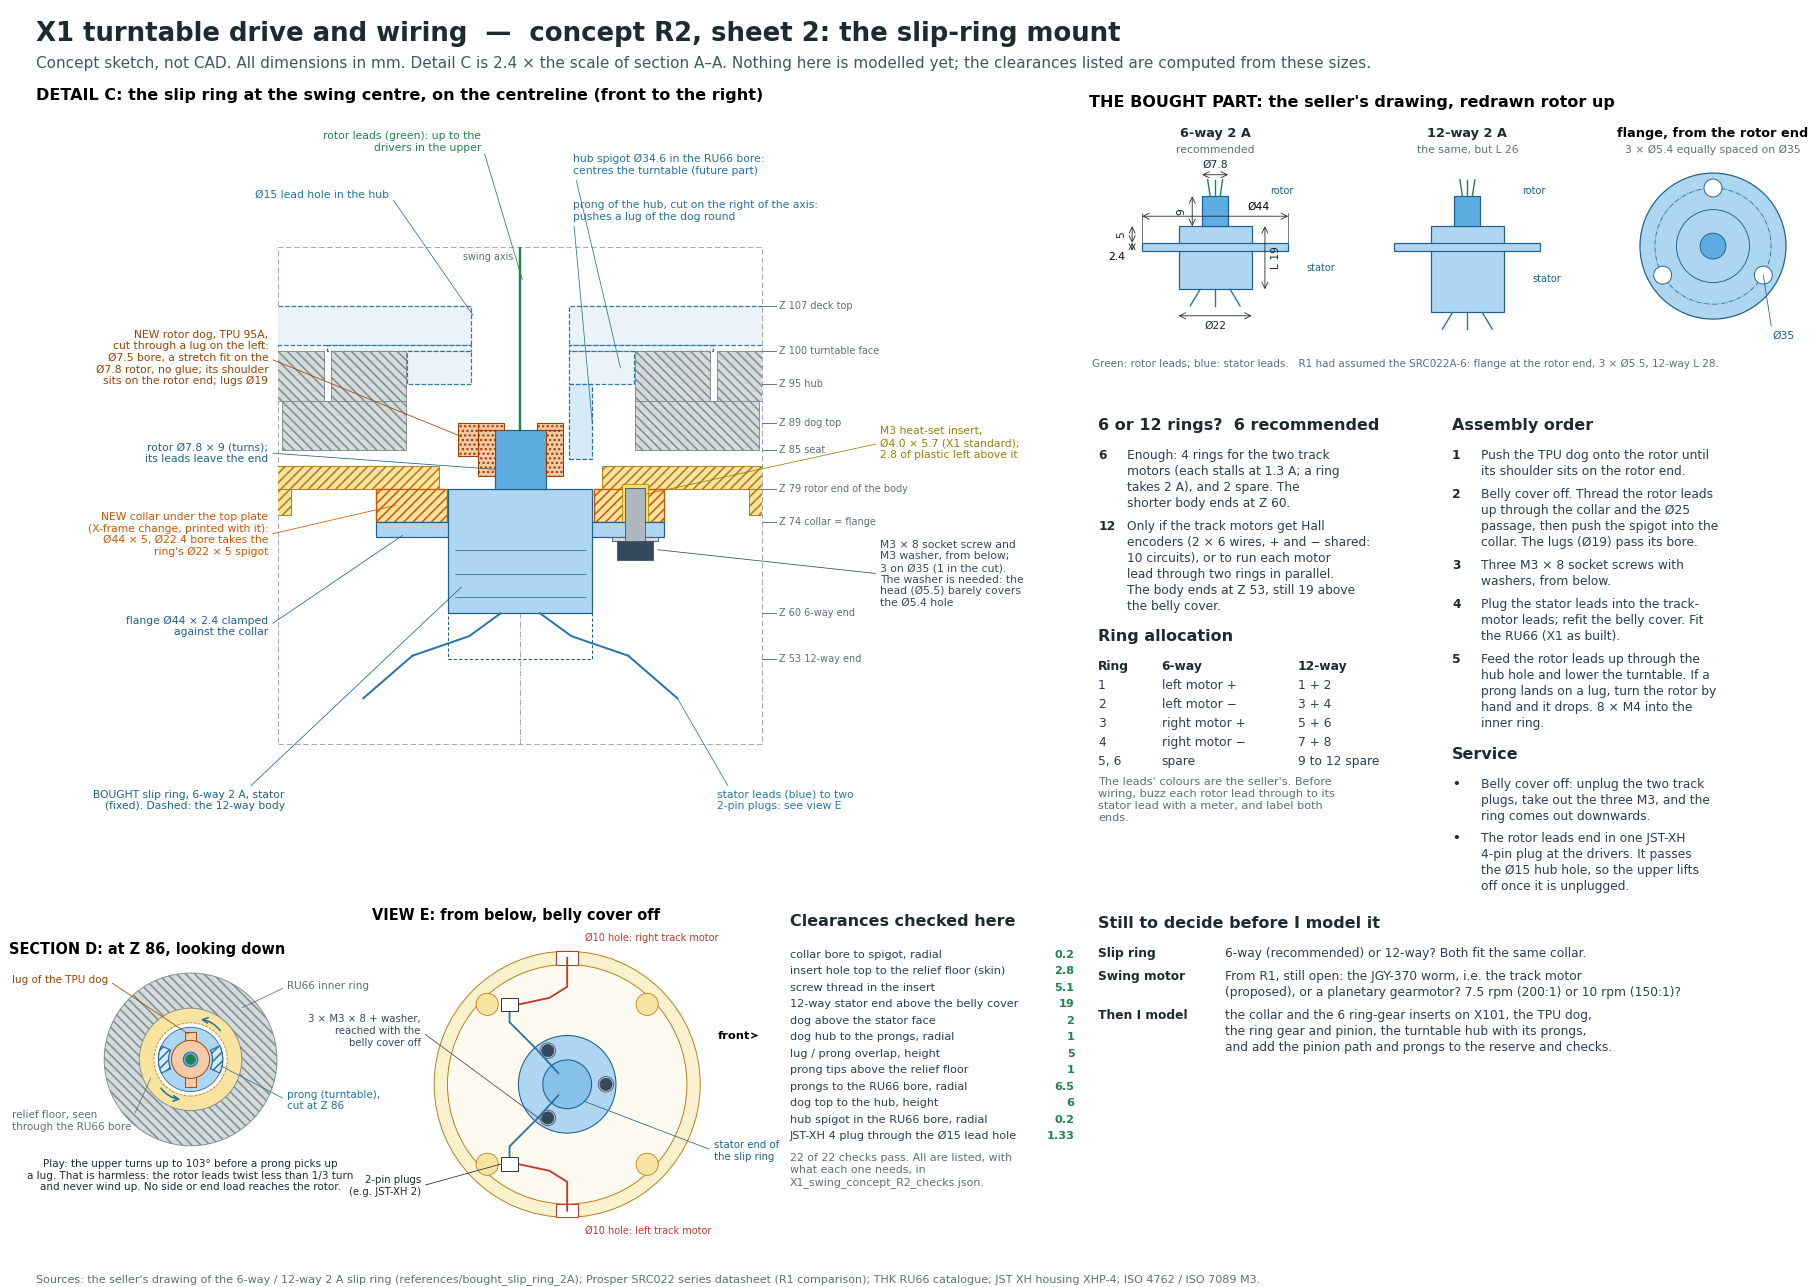 X1 turntable drive and wiring — concept R2, sheet 2: the slip-ring mount
Concept sketch, not CAD. All dimensions in mm. Detail C is 2.4 × the scale of section A–A. Nothing here is modelled yet; the clearances listed are computed from these sizes.
DETAIL C: the slip ring at the swing centre, on the centreline (front to the right)
rotor leads (green): up to the
drivers in the upper
hub spigot Ø34.6 in the RU66 bore:
centres the turntable (future part)
Ø15 lead hole in the hub
prong of the hub, cut on the right of the axis:
pushes a lug of the dog round
swing axis
Z 107 deck top
Z 100 turntable face
Z 95 hub
Z 89 dog top
Z 85 seat
Z 79 rotor end of the body
Z 74 collar = flange
Z 60 6-way end
Z 53 12-way end
NEW rotor dog, TPU 95A,
cut through a lug on the left:
Ø7.5 bore, a stretch fit on the
Ø7.8 rotor, no glue; its shoulder
sits on the rotor end; lugs Ø19
rotor Ø7.8 × 9 (turns);
its leads leave the end
NEW collar under the top plate
(X-frame change, printed with it):
Ø44 × 5, Ø22.4 bore takes the
ring's Ø22 × 5 spigot
flange Ø44 × 2.4 clamped
against the collar
BOUGHT slip ring, 6-way 2 A, stator
(fixed). Dashed: the 12-way body
M3 heat-set insert,
Ø4.0 × 5.7 (X1 standard);
2.8 of plastic left above it
M3 × 8 socket screw and
M3 washer, from below;
3 on Ø35 (1 in the cut).
The washer is needed: the
head (Ø5.5) barely covers
the Ø5.4 hole
stator leads (blue) to two
2-pin plugs: see view E
THE BOUGHT PART: the seller's drawing, redrawn rotor up
6-way 2 A
recommended
Ø7.8
rotor
9
Ø44
5
2.4
L 19
stator
Ø22
12-way 2 A
the same, but L 26
rotor
stator
flange, from the rotor end
3 × Ø5.4 equally spaced on Ø35
Ø35
Green: rotor leads; blue: stator leads. R1 had assumed the SRC022A-6: flange at the rotor end, 3 × Ø5.5, 12-way L 28.
6 or 12 rings? 6 recommended
6 Enough: 4 rings for the two track
motors (each stalls at 1.3 A; a ring
takes 2 A), and 2 spare. The
shorter body ends at Z 60.
12 Only if the track motors get Hall
encoders (2 × 6 wires, + and − shared:
10 circuits), or to run each motor
lead through two rings in parallel.
The body ends at Z 53, still 19 above
the belly cover.
Ring allocation
Ring 6-way 12-way
1 left motor + 1 + 2
2 left motor − 3 + 4
3 right motor + 5 + 6
4 right motor − 7 + 8
5, 6 spare 9 to 12 spare
The leads' colours are the seller's. Before
wiring, buzz each rotor lead through to its
stator lead with a meter, and label both
ends.
Assembly order
1 Push the TPU dog onto the rotor until
its shoulder sits on the rotor end.
2 Belly cover off. Thread the rotor leads
up through the collar and the Ø25
passage, then push the spigot into the
collar. The lugs (Ø19) pass its bore.
3 Three M3 × 8 socket screws with
washers, from below.
4 Plug the stator leads into the track-
motor leads; refit the belly cover. Fit
the RU66 (X1 as built).
5 Feed the rotor leads up through the
hub hole and lower the turntable. If a
prong lands on a lug, turn the rotor by
hand and it drops. 8 × M4 into the
inner ring.
Service
• Belly cover off: unplug the two track
plugs, take out the three M3, and the
ring comes out downwards.
• The rotor leads end in one JST-XH
4-pin plug at the drivers. It passes
the Ø15 hub hole, so the upper lifts
off once it is unplugged.
SECTION D: at Z 86, looking down
lug of the TPU dog
RU66 inner ring
prong (turntable),
cut at Z 86
relief floor, seen
through the RU66 bore
Play: the upper turns up to 103° before a prong picks up
a lug. That is harmless: the rotor leads twist less than 1/3 turn
and never wind up. No side or end load reaches the rotor.
VIEW E: from below, belly cover off
Ø10 hole: right track motor
3 × M3 × 8 + washer,
reached with the
belly cover off
front
stator end of
the slip ring
2-pin plugs
(e.g. JST-XH 2)
Ø10 hole: left track motor
Clearances checked here
collar bore to spigot, radial 0.2
insert hole top to the relief floor (skin) 2.8
screw thread in the insert 5.1
12-way stator end above the belly cover 19
dog above the stator face 2
dog hub to the prongs, radial 1
lug / prong overlap, height 5
prong tips above the relief floor 1
prongs to the RU66 bore, radial 6.5
dog top to the hub, height 6
hub spigot in the RU66 bore, radial 0.2
JST-XH 4 plug through the Ø15 lead hole 1.33
22 of 22 checks pass. All are listed, with
what each one needs, in
X1_swing_concept_R2_checks.json.
Still to decide before I model it
Slip ring 6-way (recommended) or 12-way? Both fit the same collar.
Swing motor From R1, still open: the JGY-370 worm, i.e. the track motor
(proposed), or a planetary gearmotor? 7.5 rpm (200:1) or 10 rpm (150:1)?
Then I model the collar and the 6 ring-gear inserts on X101, the TPU dog,
the ring gear and pinion, the turntable hub with its prongs,
and add the pinion path and prongs to the reserve and checks.
Sources: the seller's drawing of the 6-way / 12-way 2 A slip ring (references/bought_slip_ring_2A); Prosper SRC022 series datasheet (R1 comparison); THK RU66 catalogue; JST XH housing XHP-4; ISO 4762 / ISO 7089 M3.